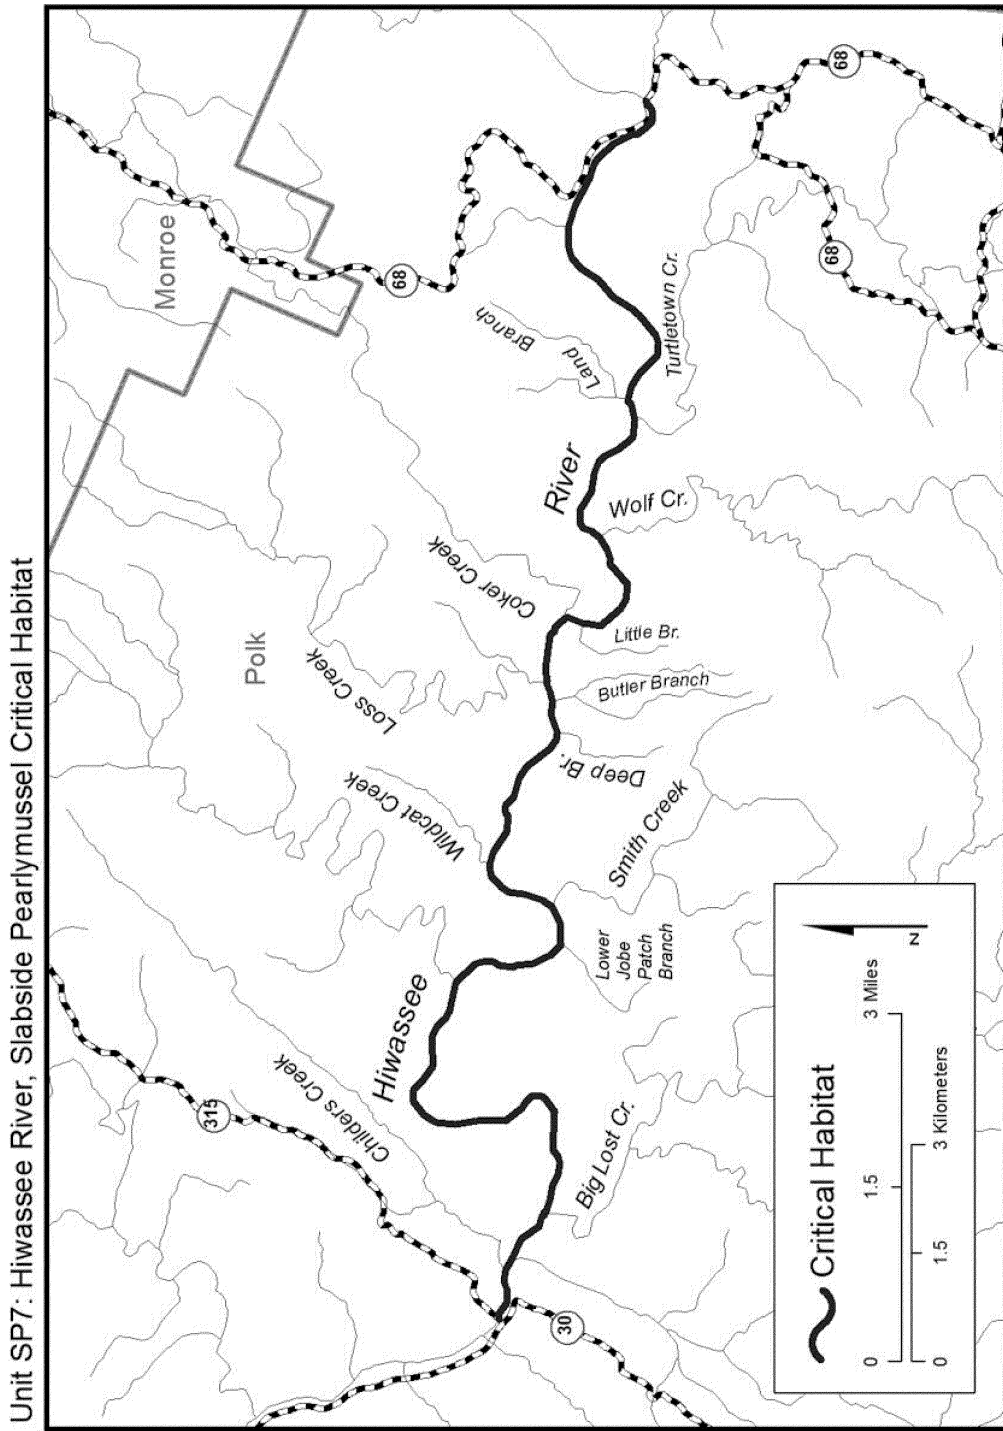 Unit SP7: Hiwassee River, Slabside Pearlymussel Critical Habitat
Monroe
68
68
68
Polk
Land
Branch
Turtletown Cr.
River
Wolf Cr.
Coker Creek
Little Br.
Loss Creek
Butler Branch
Wildcat Creek
Deep Br.
Smith Creek
Lower
Jobe
Patch
Branch
Hiwassee
315
Childers Creek
Big Lost Cr.
30
Critical Habitat
0 1.5 3 Miles
0 1.5 3 Kilometers
N